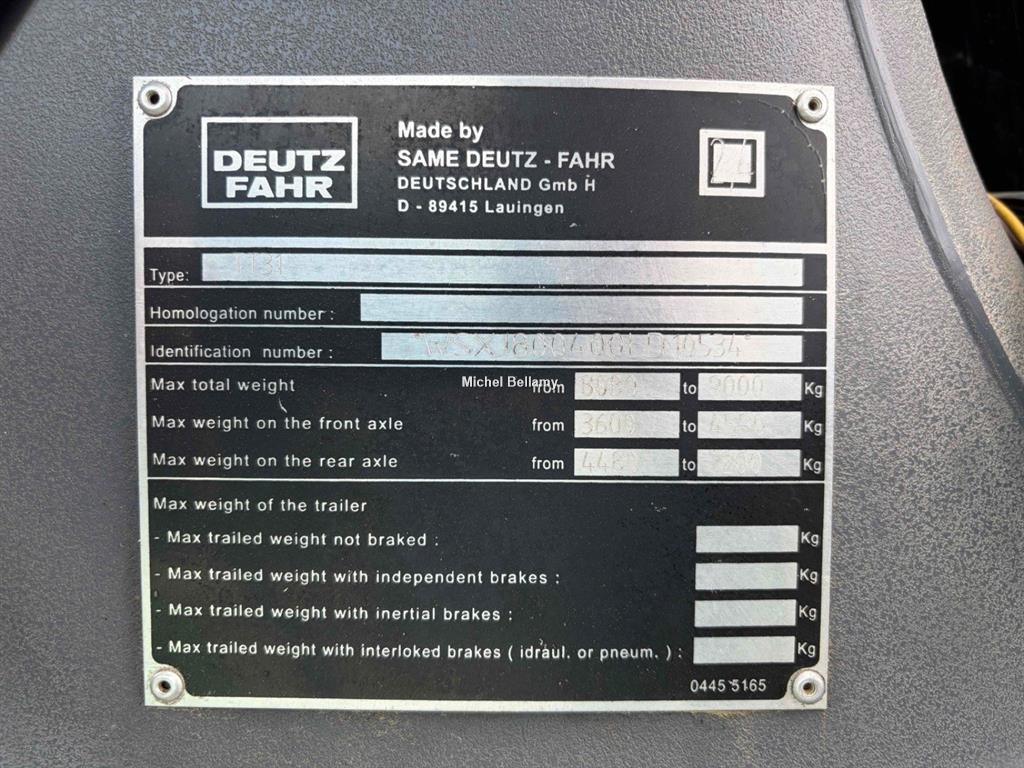 DEUTZ
FAHR
Made by
SAME DEUTZ - FAHR
DEUTSCHLAND Gmb H
D - 89415 Lauingen
Type: 1131
Homologation number :
Identification number :
Max total weight from to 9000 Kg
Michel Bellamy
Max weight on the front axle from 3600 to Kg
Max weight on the rear axle from 4480 to Kg
Max weight of the trailer
- Max trailed weight not braked : Kg
- Max trailed weight with independent brakes : Kg
- Max trailed weight with inertial brakes : Kg
- Max trailed weight with interloked brakes ( idraul. or pneum. ) : Kg
0445 5165